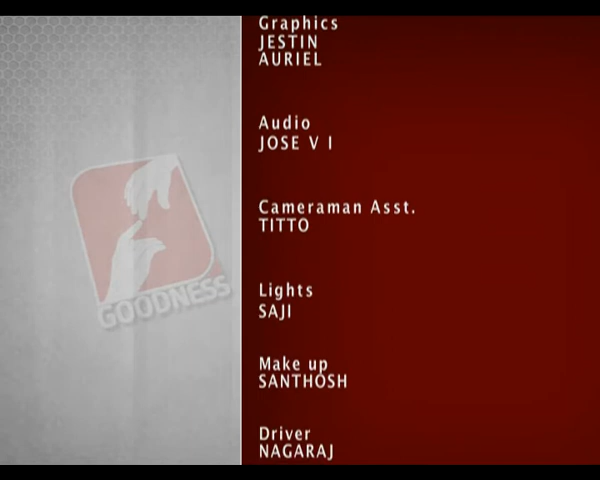 Graphics
JESTIN
AURIEL
Audio
JOSE V I
Cameraman Asst.
TITTO
Lights
SAJI
Make up
SANTHOSH
Driver
NAGARAJ
GOODNESS